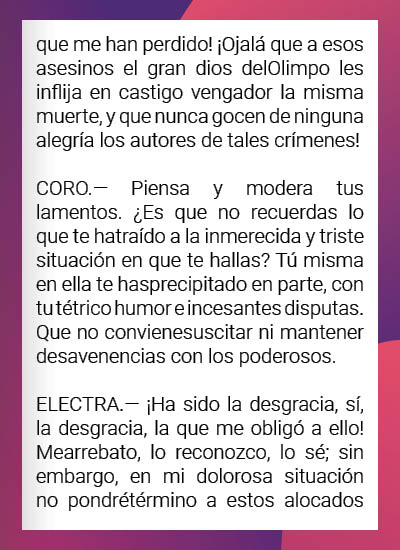 que me han perdido! ¡Ojalá que a esos
asesinos el gran dios delOlimpo les
inflija en castigo vengador la misma
muerte, y que nunca gocen de ninguna
alegría los autores de tales crímenes!
CORO.— Piensa y modera tus
lamentos. ¿Es que no recuerdas lo
que te hatraído a la inmerecida y triste
situación en que te hallas? Tú misma
en ella te hasprecipitado en parte, con
tu tétrico humor e incesantes disputas.
Que no convienesuscitar ni mantener
desavenencias con los poderosos.
ELECTRA.— ¡Ha sido la desgracia, sí,
la desgracia, la que me obligó a ello!
Mearrebato, lo reconozco, lo sé; sin
embargo, en mi dolorosa situación
no pondrétérmino a estos alocados